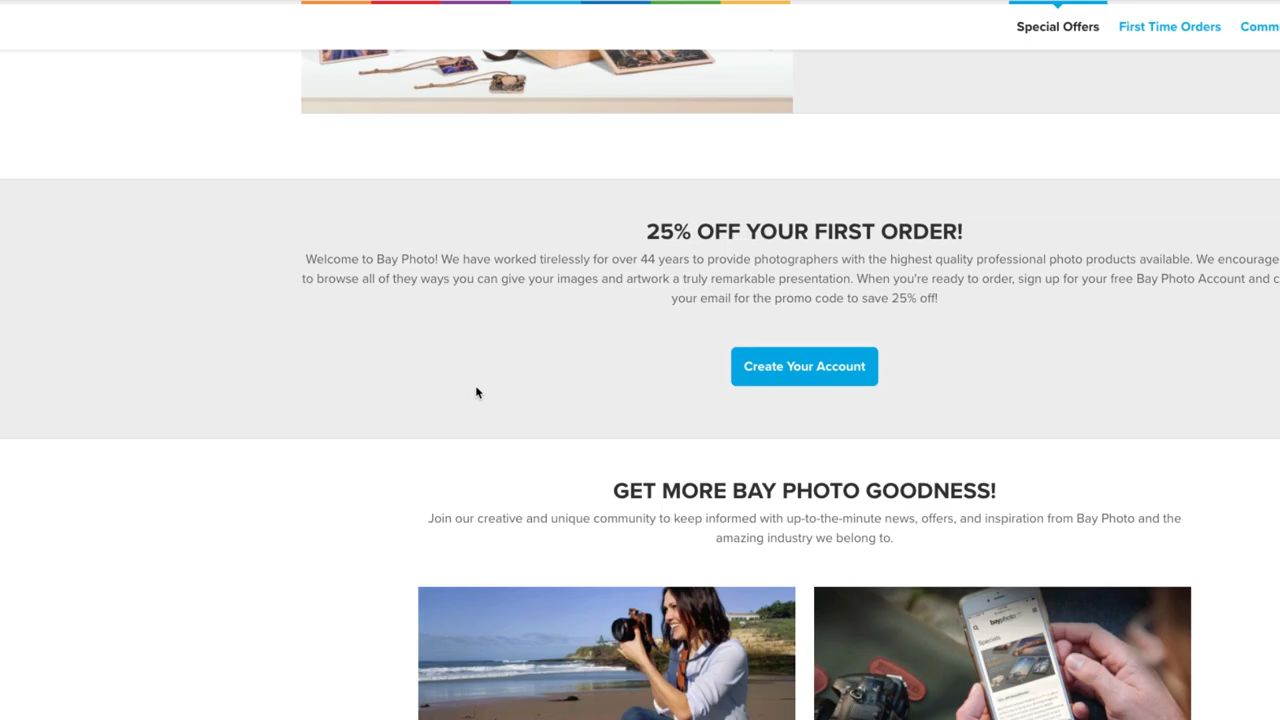 Special Offers First Time Orders Comm
25% OFF YOUR FIRST ORDER!
Welcome to Bay Photo! We have worked tirelessly for over 44 years to provide photographers with the highest quality professional photo products available. We encourage
to browse all of they ways you can give your images and artwork a truly remarkable presentation. When you're ready to order, sign up for your free Bay Photo Account and c
your email for the promo code to save 25% off!
Create Your Account
GET MORE BAY PHOTO GOODNESS!
Join our creative and unique community to keep informed with up-to-the-minute news, offers, and inspiration from Bay Photo and the
amazing industry we belong to.
bayphoto
Specials